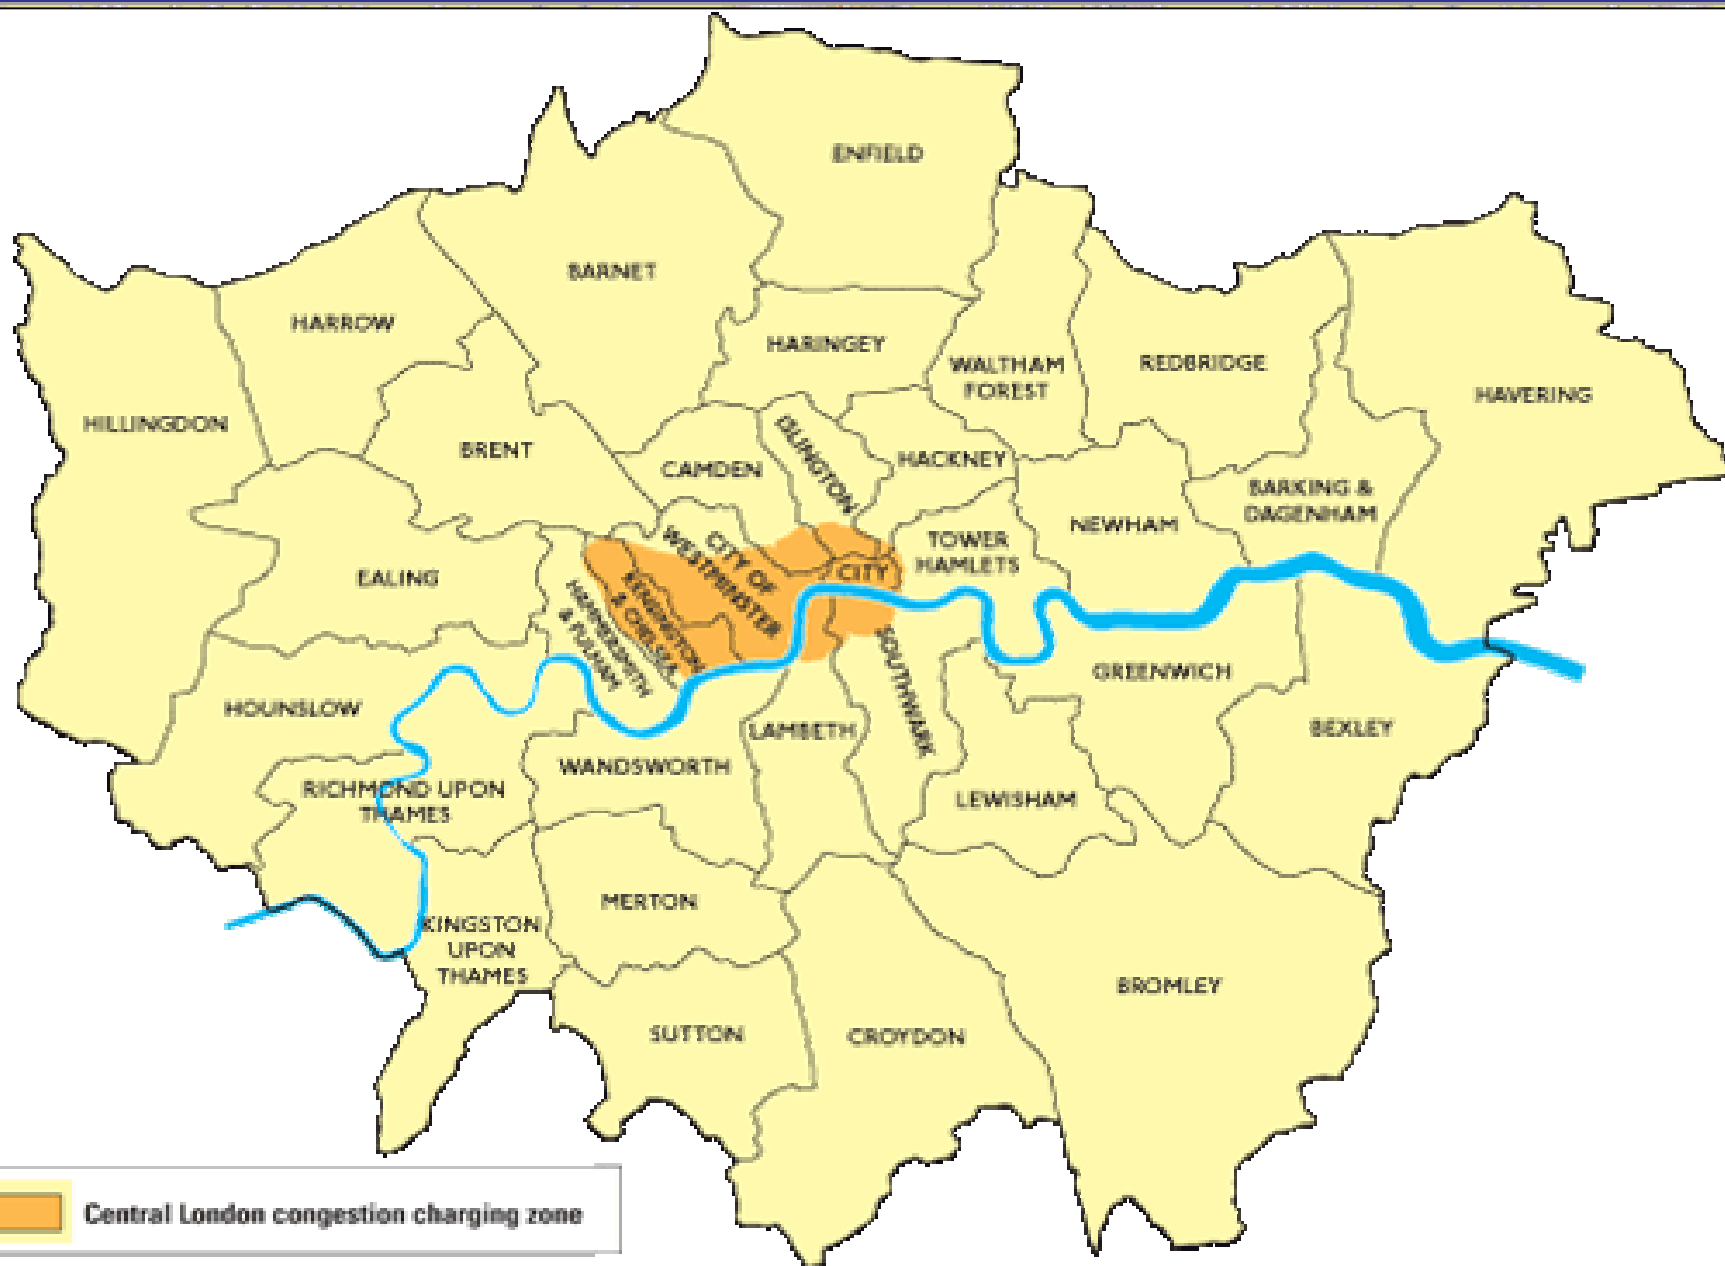 ENFIELD
BARNET
HARROW
HARINGEY
WALTHAM
FOREST
REDBRIDGE
HAVERING
HILLINGDON
BRENT
CAMDEN
ISLINGTON
HACKNEY
BARKING &
DAGENHAM
NEWHAM
TOWER
HAMLETS
CITY OF
WESTMINSTER
CITY
EALING
KENSINGTON
& CHELSEA
HAMMERSMITH
& FULHAM
SOUTHWARK
GREENWICH
HOUNSLOW
LAMBETH
BEXLEY
WANDSWORTH
RICHMOND UPON
THAMES
LEWISHAM
MERTON
KINGSTON
UPON
THAMES
BROMLEY
SUTTON
CROYDON
Central London congestion charging zone